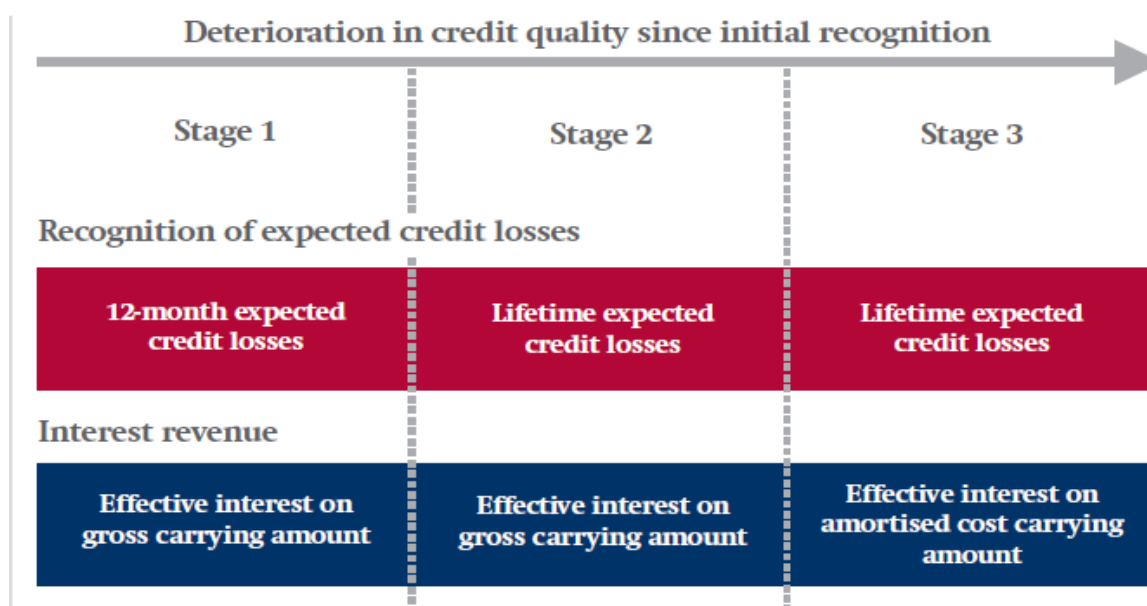 Deterioration in credit quality since initial recognition
Stage 1
Stage 2
Stage 3
Recognition of expected credit losses
12-month expected
credit losses
Lifetime expected
credit losses
Lifetime expected
credit losses
Interest revenue
Effective interest on
gross carrying amount
Effective interest on
gross carrying amount
Effective interest on
amortised cost carrying
amount